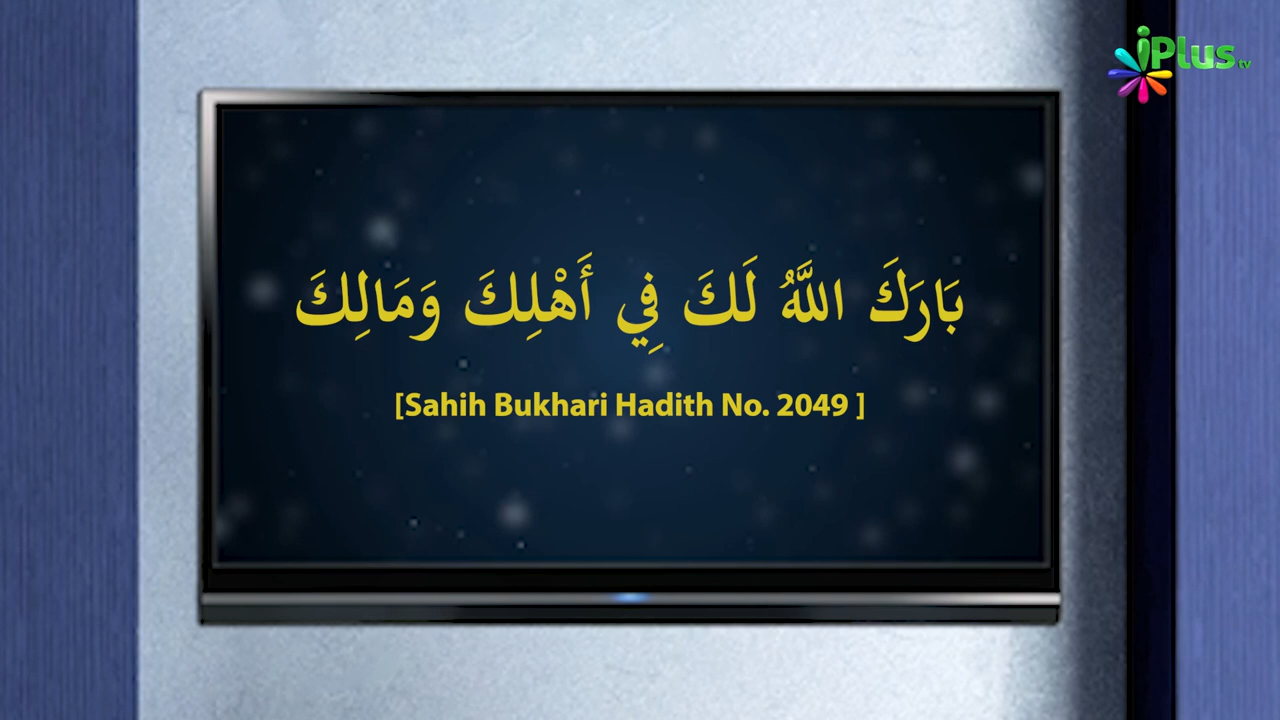 iPlus tv
بَارَكَ اللَّهُ لَكَ فِي أَهْلِكَ وَمَالِكَ
[Sahih Bukhari Hadith No. 2049 ]